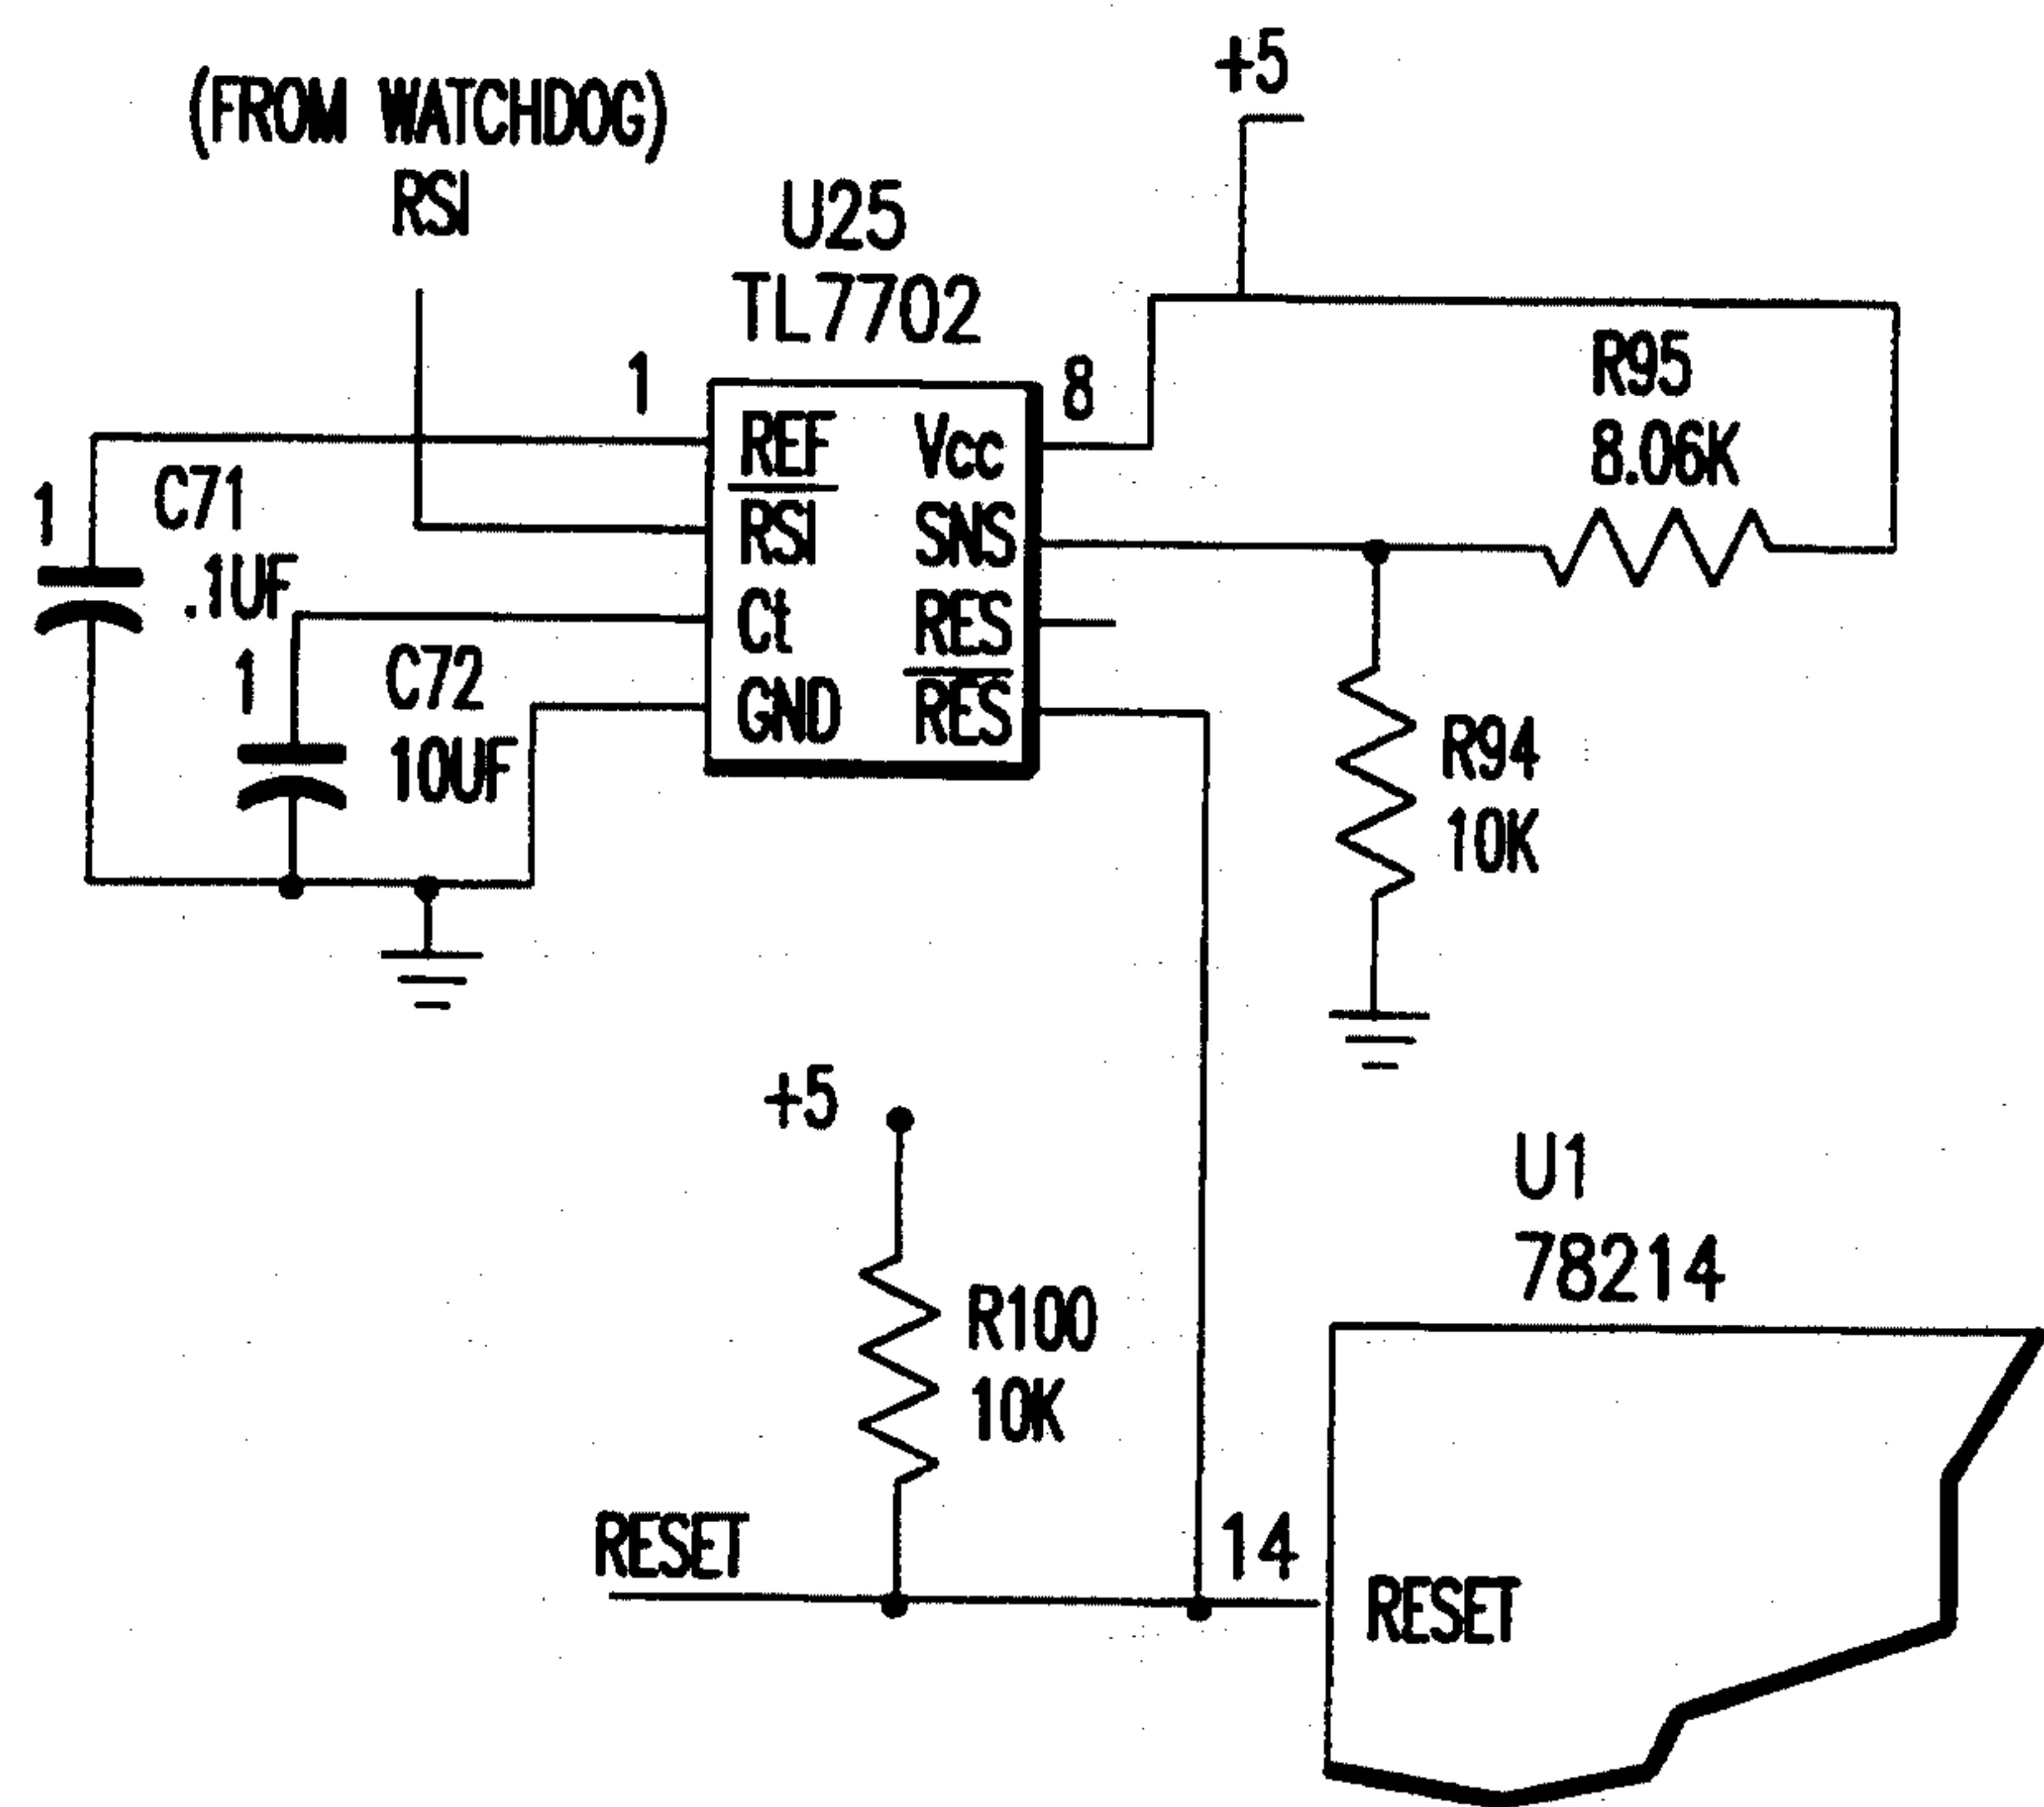 (FROM WATCHDOG)
RSI
+5
U25
TL7702
1
8
REF
Vcc
RSI
SNS
Ct
RES
GND
RES
R95
8.06K
1
C71
.1UF
1
C72
10UF
R94
10K
+5
R100
10K
U1
78214
RESET
14
RESET